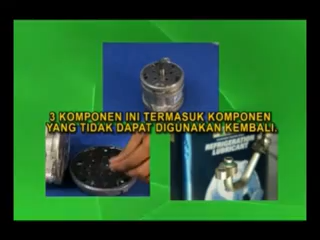 3 KOMPONEN INI TERMASUK KOMPONEN
YANG TIDAK DAPAT DIGUNAKAN KEMBALI.
REFRIGERATION
LUBRICANT